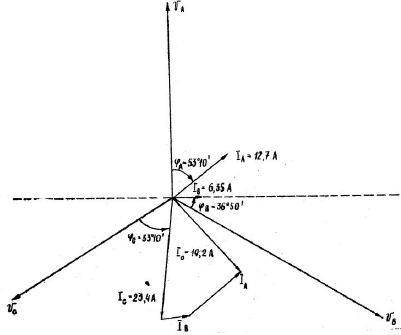 U_A
φ_A=53°10'
I_A=12,7 A
I_B=6,35 A
φ_B=36°50'
φ_C=53°10'
I_0=19,2 A
I_A
I_C=23,4 A
I_B
U_C
U_B